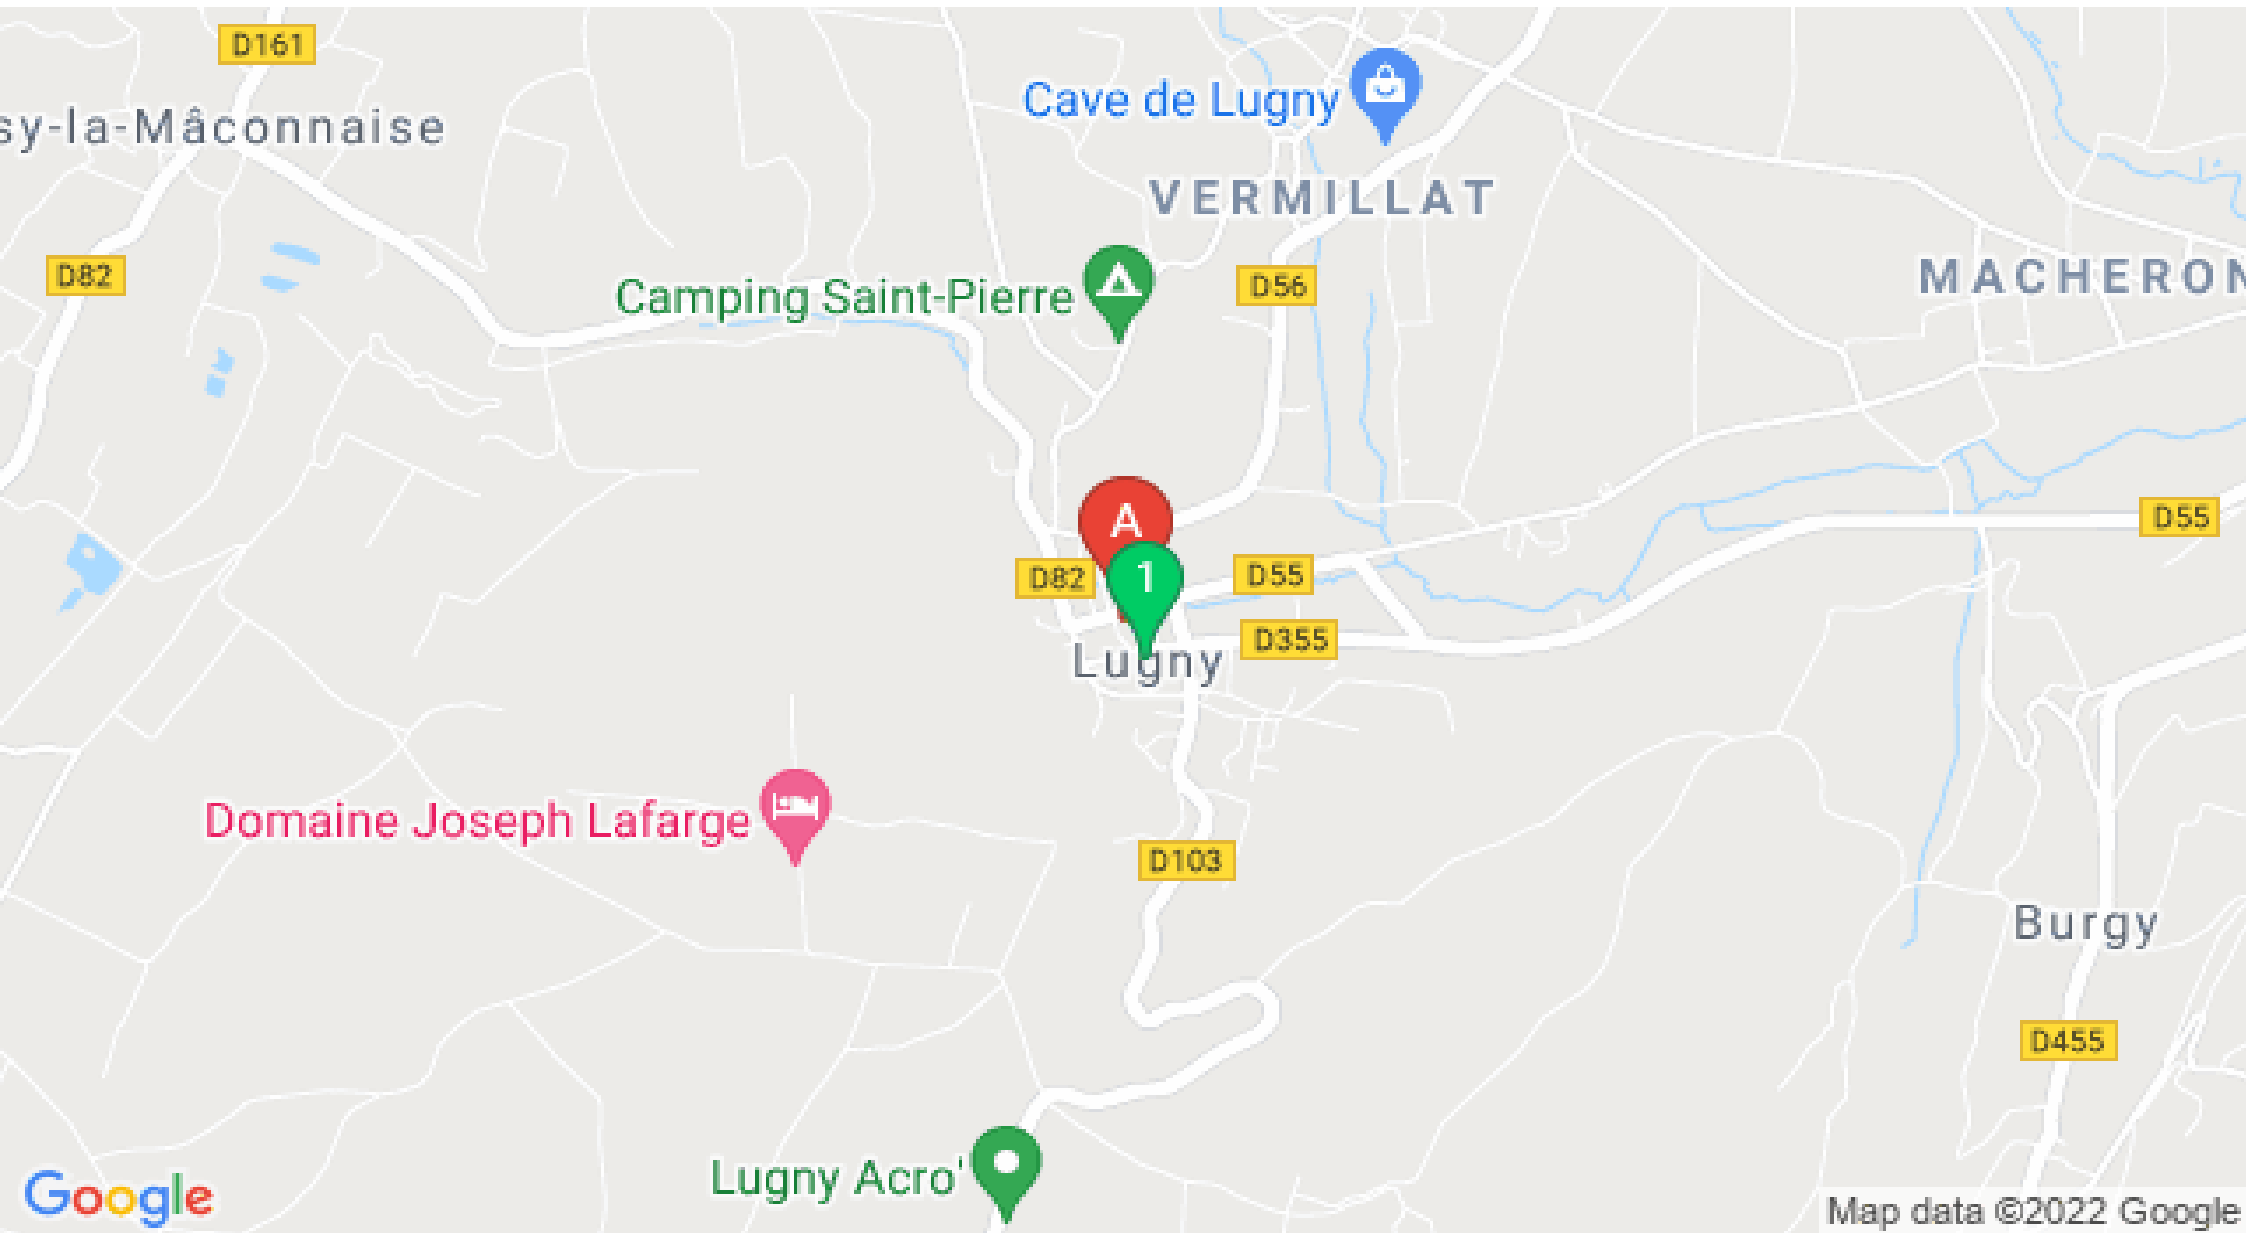 D161
Cave de Lugny
sy-la-Mâconnaise
VERMILLAT
D82
Camping Saint-Pierre
D56
MACHERON
A
D55
D82
1
D55
D355
Lugny
Domaine Joseph Lafarge
D103
Burgy
D455
Lugny Acro'
Google
Map data ©2022 Google